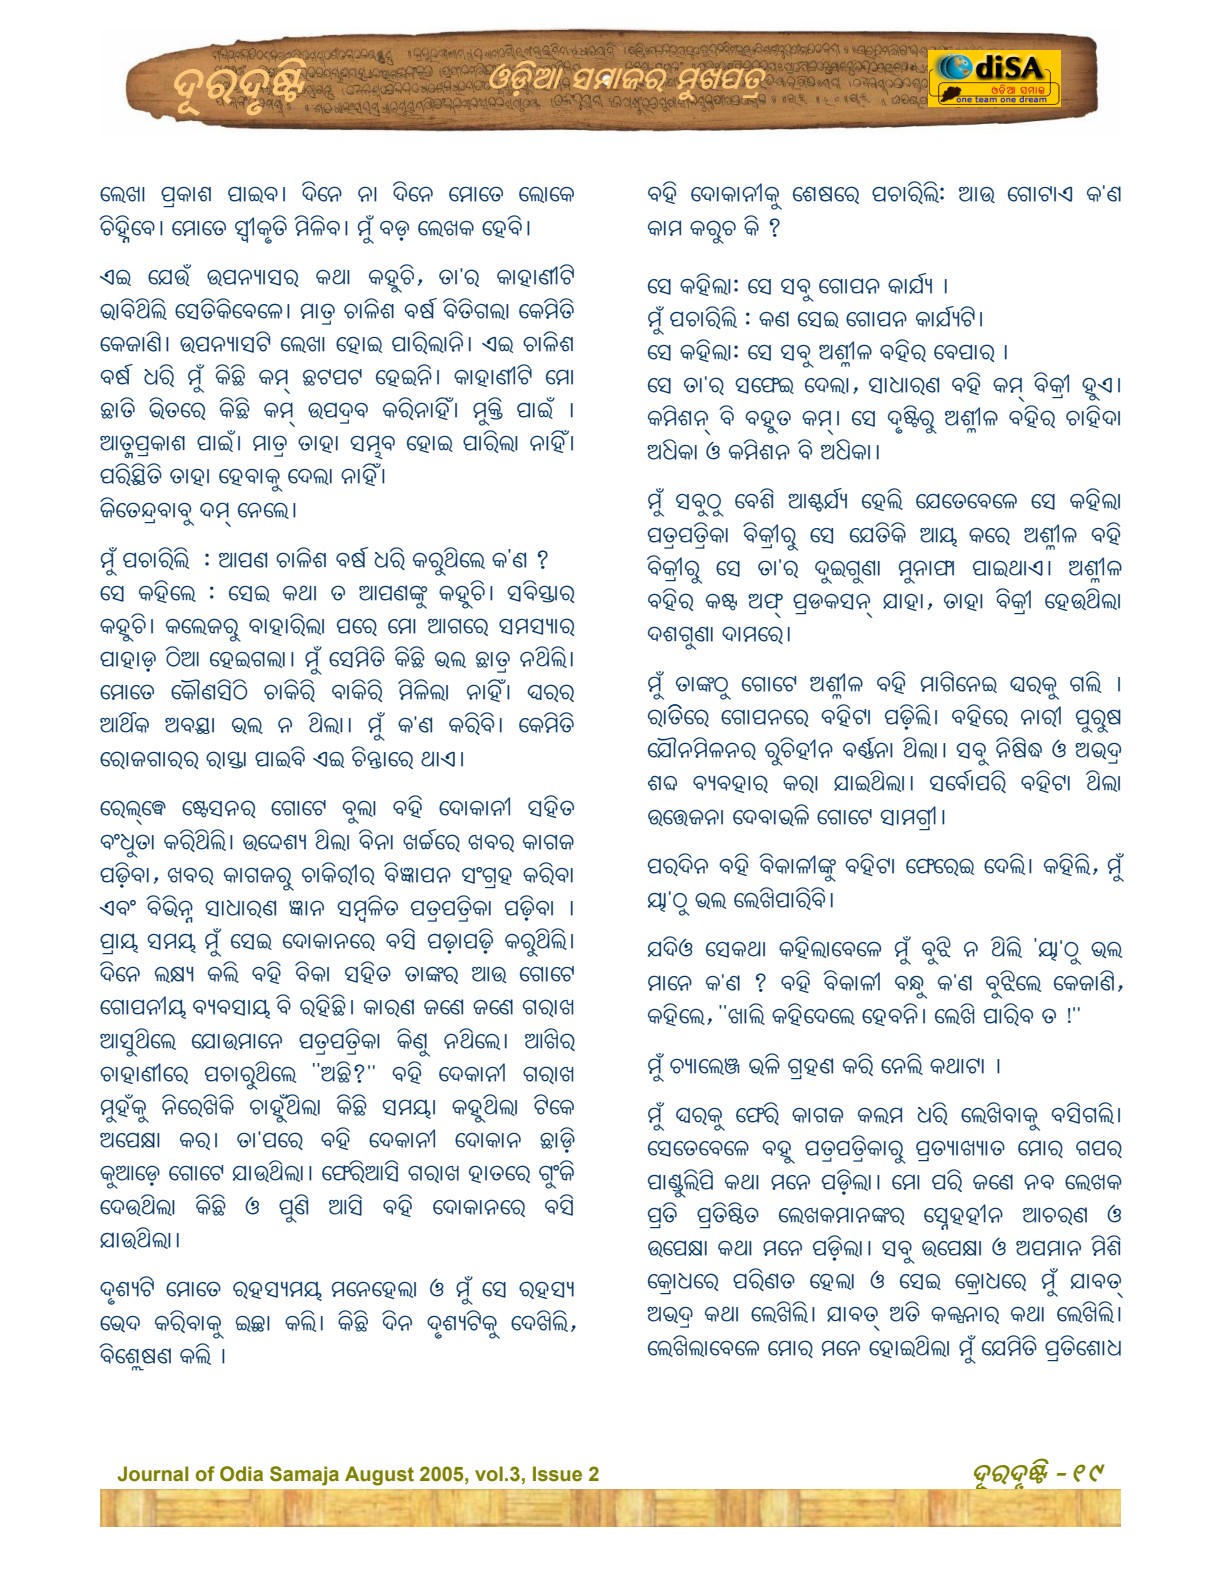 ଦୂରଦୃଷ୍ଟି
ଓଡ଼ିଆ ସମାଜର ମୁଖପତ୍ର
diSA
ଓଡ଼ିଆ ସମାଜ
one team one dream
ଲେଖା ପ୍ରକାଶ ପାଇବ। ଦିନେ ନା ଦିନେ ମୋତେ ଲୋକେ
ଚିହ୍ନିବେ। ମୋତେ ସ୍ୱୀକୃତି ମିଳିବ। ମୁଁ ବଡ଼ ଲେଖକ ହେବି।
ଏଇ ଯେଉଁ ଉପନ୍ୟାସର କଥା କହୁଚି, ତା'ର କାହାଣୀଟି
ଭାବିଥିଲି ସେତିକିବେଳେ। ମାତ୍ର ଚାଳିଶ ବର୍ଷ ବିତିଗଲା କେମିତି
କେଜାଣି। ଉପନ୍ୟାସଟି ଲେଖା ହୋଇ ପାରିଲାନି। ଏଇ ଚାଳିଶ
ବର୍ଷ ଧରି ମୁଁ କିଛି କମ୍ ଛଟପଟ ହେଇନି। କାହାଣୀଟି ମୋ
ଛାତି ଭିତରେ କିଛି କମ୍ ଉପଦ୍ରବ କରିନାହିଁ। ମୁକ୍ତି ପାଇଁ ।
ଆତ୍ମପ୍ରକାଶ ପାଇଁ। ମାତ୍ର ତାହା ସମ୍ଭବ ହୋଇ ପାରିଲା ନାହିଁ।
ପରିସ୍ଥିତି ତାହା ହେବାକୁ ଦେଲା ନାହିଁ।
ଜିତେନ୍ଦ୍ରବାବୁ ଦମ୍ ନେଲେ।
ମୁଁ ପଚାରିଲି : ଆପଣ ଚାଳିଶ ବର୍ଷ ଧରି କରୁଥିଲେ କ'ଣ ?
ସେ କହିଲେ : ସେଇ କଥା ତ ଆପଣଙ୍କୁ କହୁଚି। ସବିସ୍ତାର
କହୁଚି। କଲେଜରୁ ବାହାରିଲା ପରେ ମୋ ଆଗରେ ସମସ୍ୟାର
ପାହାଡ଼ ଠିଆ ହେଇଗଲା। ମୁଁ ସେମିତି କିଛି ଭଲ ଛାତ୍ର ନଥିଲି।
ମୋତେ କୌଣସିଠି ଚାକିରି ବାକିରି ମିଳିଲା ନାହିଁ। ଘରର
ଆର୍ଥିକ ଅବସ୍ଥା ଭଲ ନ ଥିଲା। ମୁଁ କ'ଣ କରିବି। କେମିତି
ରୋଜଗାରର ରାସ୍ତା ପାଇବି ଏଇ ଚିନ୍ତାରେ ଥାଏ।
ରେଲ୍‌ୱେ ଷ୍ଟେସନର ଗୋଟେ ବୁଲା ବହି ଦୋକାନୀ ସହିତ
ବଂଧୁତା କରିଥିଲି। ଉଦ୍ଦେଶ୍ୟ ଥିଲା ବିନା ଖର୍ଚ୍ଚରେ ଖବର କାଗଜ
ପଢ଼ିବା, ଖବର କାଗଜରୁ ଚାକିରୀର ବିଜ୍ଞାପନ ସଂଗ୍ରହ କରିବା
ଏବଂ ବିଭିନ୍ନ ସାଧାରଣ ଜ୍ଞାନ ସମ୍ବଳିତ ପତ୍ରପତ୍ରିକା ପଢ଼ିବା ।
ପ୍ରାୟ ସମୟ ମୁଁ ସେଇ ଦୋକାନରେ ବସି ପଢ଼ାପଢ଼ି କରୁଥିଲି।
ଦିନେ ଲକ୍ଷ୍ୟ କଲି ବହି ବିକା ସହିତ ତାଙ୍କର ଆଉ ଗୋଟେ
ଗୋପନୀୟ ବ୍ୟବସାୟ ବି ରହିଛି। କାରଣ ଜଣେ ଜଣେ ଗରାଖ
ଆସୁଥିଲେ ଯୋଉମାନେ ପତ୍ରପତ୍ରିକା କିଣୁ ନଥିଲେ। ଆଖିର
ଚାହାଣୀରେ ପଚାରୁଥିଲେ ''ଅଛି?'' ବହି ଦେକାନୀ ଗରାଖ
ମୁହଁକୁ ନିରେଖିକି ଚାହୁଁଥିଲା କିଛି ସମୟ। କହୁଥିଲା ଟିକେ
ଅପେକ୍ଷା କର। ତା'ପରେ ବହି ଦେକାନୀ ଦୋକାନ ଛାଡ଼ି
କୁଆଡ଼େ ଗୋଟେ ଯାଉଥିଲା। ଫେରିଆସି ଗରାଖ ହାତରେ ଗୁଂଜି
ଦେଉଥିଲା କିଛି ଓ ପୁଣି ଆସି ବହି ଦୋକାନରେ ବସି
ଯାଉଥିଲା।
ଦୃଶ୍ୟଟି ମୋତେ ରହସ୍ୟମୟ ମନେହେଲା ଓ ମୁଁ ସେ ରହସ୍ୟ
ଭେଦ କରିବାକୁ ଇଚ୍ଛା କଲି। କିଛି ଦିନ ଦୃଶ୍ୟଟିକୁ ଦେଖିଲି,
ବିଶ୍ଳେଷଣ କଲି ।
ବହି ଦୋକାନୀକୁ ଶେଷରେ ପଚାରିଲି: ଆଉ ଗୋଟାଏ କ'ଣ
କାମ କରୁଚ କି ?
ସେ କହିଲା: ସେ ସବୁ ଗୋପନ କାର୍ଯ୍ୟ ।
ମୁଁ ପଚାରିଲି : କଣ ସେଇ ଗୋପନ କାର୍ଯ୍ୟଟି।
ସେ କହିଲା: ସେ ସବୁ ଅଶ୍ଳୀଳ ବହିର ବେପାର ।
ସେ ତା'ର ସଫେଇ ଦେଲା, ସାଧାରଣ ବହି କମ୍ ବିକ୍ରୀ ହୁଏ।
କମିଶନ୍ ବି ବହୁତ କମ୍। ସେ ଦୃଷ୍ଟିରୁ ଅଶ୍ଳୀଳ ବହିର ଚାହିଦା
ଅଧିକା ଓ କମିଶନ ବି ଅଧିକା।
ମୁଁ ସବୁଠୁ ବେଶି ଆଶ୍ଚର୍ଯ୍ୟ ହେଲି ଯେତେବେଳେ ସେ କହିଲା
ପତ୍ରପତ୍ରିକା ବିକ୍ରୀରୁ ସେ ଯେତିକି ଆୟ କରେ ଅଶ୍ଳୀଳ ବହି
ବିକ୍ରୀରୁ ସେ ତା'ର ଦୁଇଗୁଣା ମୁନାଫା ପାଇଥାଏ। ଅଶ୍ଳୀଳ
ବହିର କଷ୍ଟ ଅଫ୍ ପ୍ରଡକସନ୍ ଯାହା, ତାହା ବିକ୍ରୀ ହେଉଥିଲା
ଦଶଗୁଣା ଦାମରେ।
ମୁଁ ତାଙ୍କଠୁ ଗୋଟେ ଅଶ୍ଳୀଳ ବହି ମାଗିନେଇ ଘରକୁ ଗଲି ।
ରାତିରେ ଗୋପନରେ ବହିଟା ପଢ଼ିଲି। ବହିରେ ନାରୀ ପୁରୁଷ
ଯୌନମିଳନର ରୁଚିହୀନ ବର୍ଣ୍ଣନା ଥିଲା। ସବୁ ନିଷିଦ୍ଧ ଓ ଅଭଦ୍ର
ଶବ୍ଦ ବ୍ୟବହାର କରା ଯାଇଥିଲା। ସର୍ବୋପରି ବହିଟା ଥିଲା
ଉତ୍ତେଜନା ଦେବାଭଳି ଗୋଟେ ସାମଗ୍ରୀ।
ପରଦିନ ବହି ବିକାଳୀଙ୍କୁ ବହିଟା ଫେରେଇ ଦେଲି। କହିଲି, ମୁଁ
ୟା'ଠୁ ଭଲ ଲେଖିପାରିବି।
ଯଦିଓ ସେକଥା କହିଲାବେଳେ ମୁଁ ବୁଝି ନ ଥିଲି 'ୟା'ଠୁ ଭଲ
ମାନେ କ'ଣ ? ବହି ବିକାଳୀ ବନ୍ଧୁ କ'ଣ ବୁଝିଲେ କେଜାଣି,
କହିଲେ, ''ଖାଲି କହିଦେଲେ ହେବନି। ଲେଖି ପାରିବ ତ !''
ମୁଁ ଚ୍ୟାଲେଞ୍ଜ ଭଳି ଗ୍ରହଣ କରି ନେଲି କଥାଟା ।
ମୁଁ ଘରକୁ ଫେରି କାଗଜ କଲମ ଧରି ଲେଖିବାକୁ ବସିଗଲି।
ସେତେବେଳେ ବହୁ ପତ୍ରପତ୍ରିକାରୁ ପ୍ରତ୍ୟାଖ୍ୟାତ ମୋର ଗପର
ପାଣ୍ଡୁଲିପି କଥା ମନେ ପଡ଼ିଲା। ମୋ ପରି ଜଣେ ନବ ଲେଖକ
ପ୍ରତି ପ୍ରତିଷ୍ଠିତ ଲେଖକମାନଙ୍କର ସ୍ନେହହୀନ ଆଚରଣ ଓ
ଉପେକ୍ଷା କଥା ମନେ ପଡ଼ିଲା। ସବୁ ଉପେକ୍ଷା ଓ ଅପମାନ ମିଶି
କ୍ରୋଧରେ ପରିଣତ ହେଲା ଓ ସେଇ କ୍ରୋଧରେ ମୁଁ ଯାବତ୍
ଅଭଦ୍ର କଥା ଲେଖିଲି। ଯାବତ୍ ଅତି କଳ୍ପନାର କଥା ଲେଖିଲି।
ଲେଖିଲାବେଳେ ମୋର ମନେ ହୋଇଥିଲା ମୁଁ ଯେମିତି ପ୍ରତିଶୋଧ
Journal of Odia Samaja August 2005, vol.3, Issue 2
ଦୂରଦୃଷ୍ଟି -୧୯